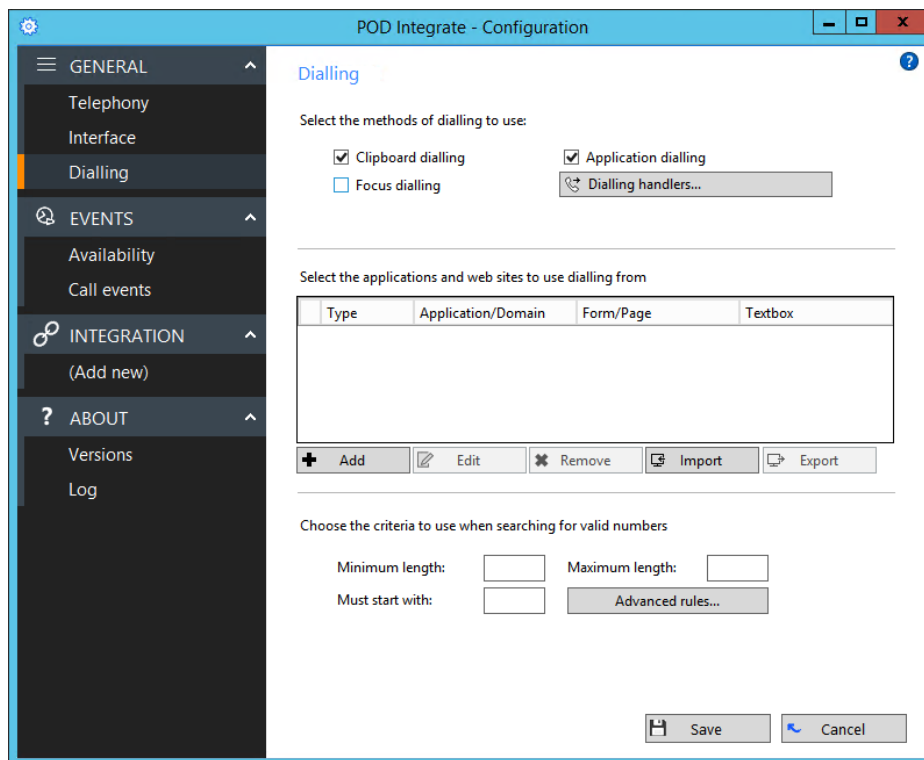 POD Integrate - Configuration
GENERAL
Telephony
Interface
Dialling
EVENTS
Availability
Call events
INTEGRATION
(Add new)
? ABOUT
Versions
Log
?
Dialling
Select the methods of dialling to use:
Clipboard dialling Application dialling
Focus dialling Dialling handlers...
Select the applications and web sites to use dialling from
Type Application/Domain Form/Page Textbox
Add Edit Remove Import Export
Choose the criteria to use when searching for valid numbers
Minimum length: Maximum length:
Must start with: Advanced rules...
Save Cancel